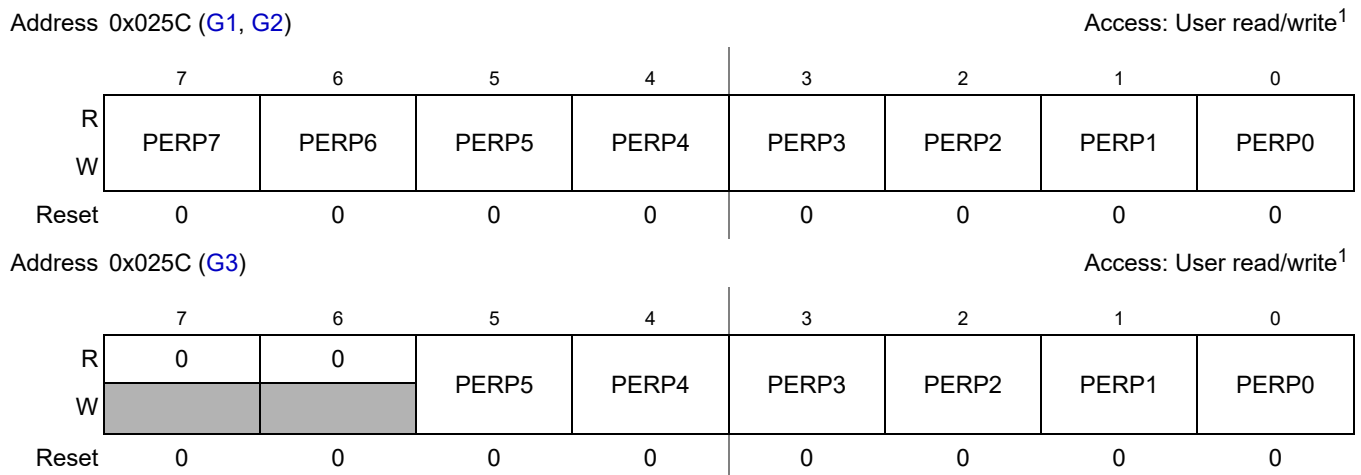 Address 0x025C (G1, G2) Access: User read/write1
7 6 5 4 3 2 1 0
R
PERP7 PERP6 PERP5 PERP4 PERP3 PERP2 PERP1 PERP0
W
Reset 0 0 0 0 0 0 0 0
Address 0x025C (G3) Access: User read/write1
7 6 5 4 3 2 1 0
R 0 0
PERP5 PERP4 PERP3 PERP2 PERP1 PERP0
W
Reset 0 0 0 0 0 0 0 0